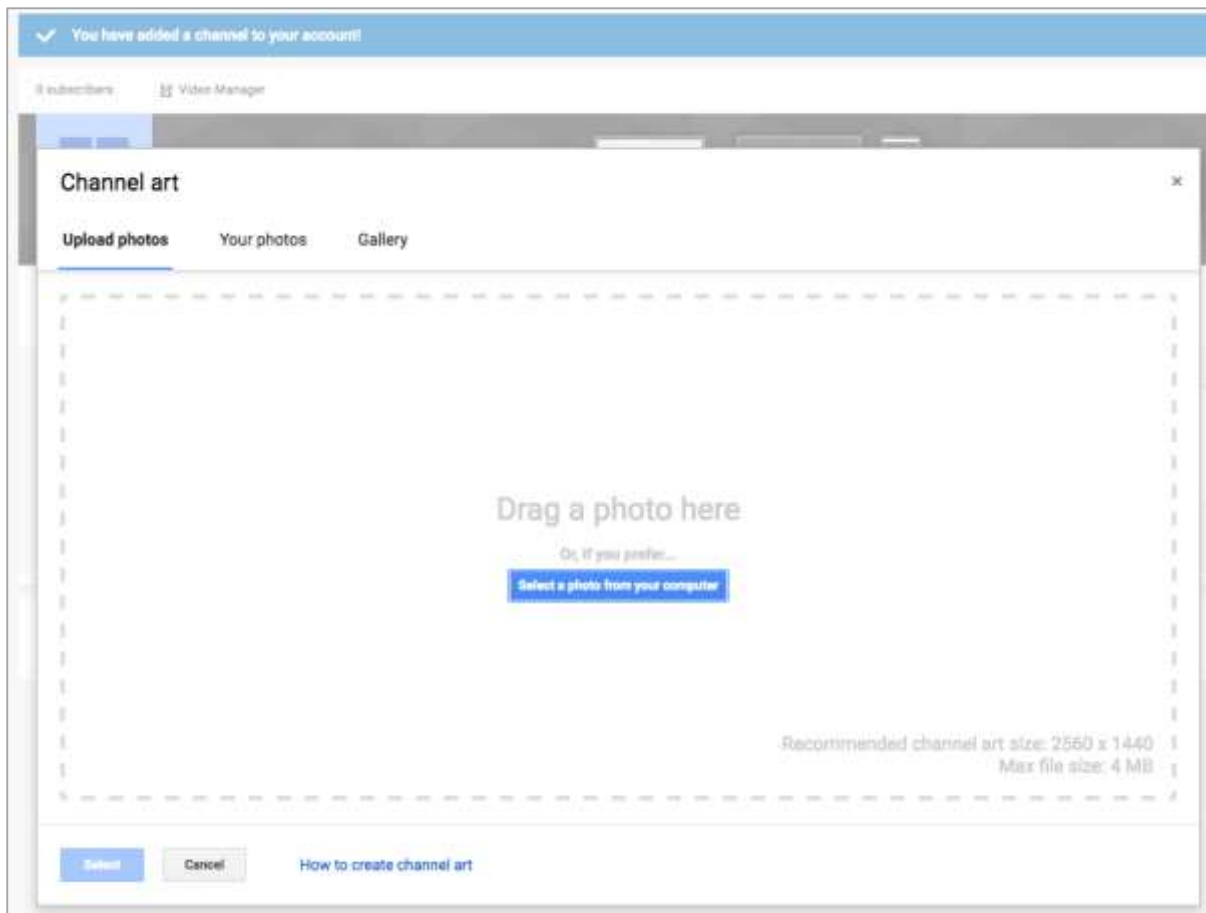 You have added a channel to your account!
0 subscribers Video Manager
Channel art
Upload photos Your photos Gallery
Drag a photo here
Or, if you prefer...
Select a photo from your computer
Recommended channel art size: 2560 x 1440
Max file size: 4 MB
Select Cancel How to create channel art